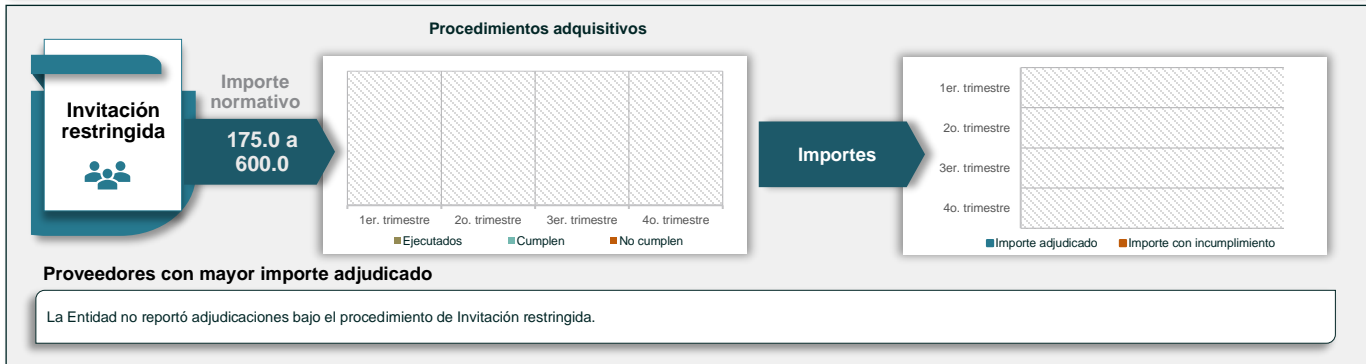 Procedimientos adquisitivos
Invitación
restringida
Importe
normativo
175.0 a
600.0
1er. trimestre
2o. trimestre
3er. trimestre
4o. trimestre
Ejecutados
Cumplen
No cumplen
Importes
1er. trimestre
2o. trimestre
3er. trimestre
4o. trimestre
Importe adjudicado
Importe con incumplimiento
Proveedores con mayor importe adjudicado
La Entidad no reportó adjudicaciones bajo el procedimiento de Invitación restringida.